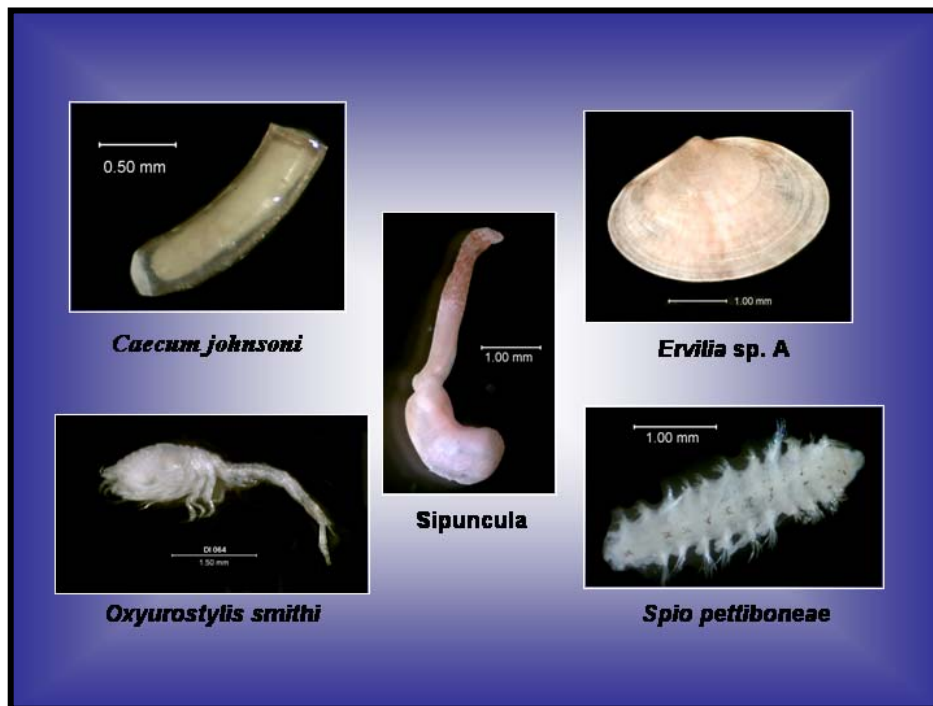 0.50 mm
Caecum johnsoni
1.00 mm
Ervilia sp. A
1.00 mm
Sipuncula
DI 064
1.50 mm
Oxyurostylis smithi
1.00 mm
Spio pettiboneae